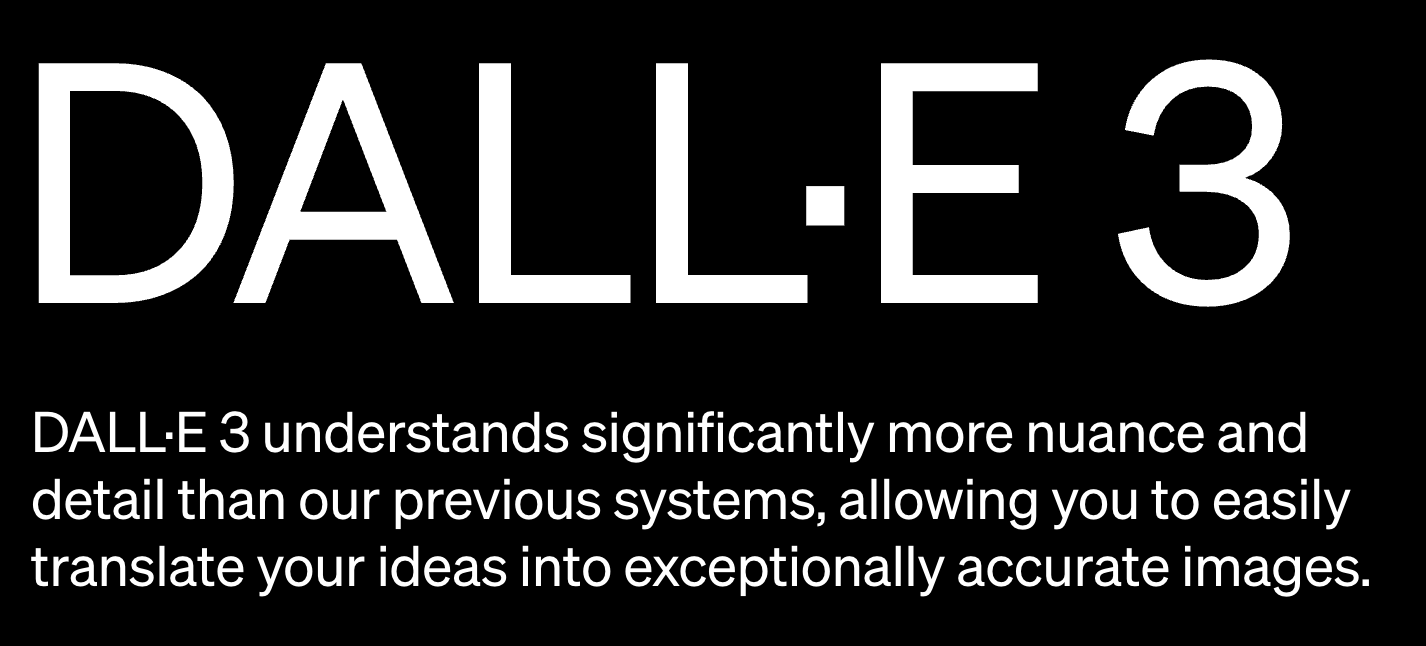 DALL·E 3
DALL·E 3 understands significantly more nuance and
detail than our previous systems, allowing you to easily
translate your ideas into exceptionally accurate images.